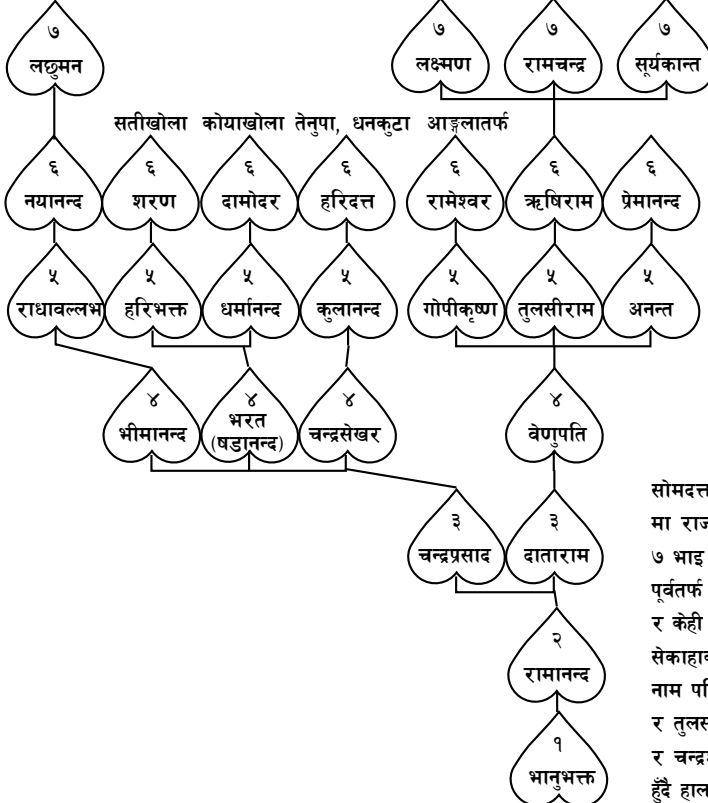 ७ ७ ७ ७
लछुमन लक्ष्मण रामचन्द्र सूर्यकान्त
सतीखोला कोयाखोला तेनुपा, धनकुटा आङ्गलातर्फ
६ ६ ६ ६ ६ ६ ६
नयानन्द शरण दामोदर हरिदत्त रामेश्वर ऋषिराम प्रेमानन्द
५ ५ ५ ५ ५ ५ ५
राधावल्लभ हरिभक्त धर्मानन्द कुलानन्द गोपीकृष्ण तुलसीराम अनन्त
४ ४ ४ ४
भीमानन्द भरत चन्द्रसेखर वेणुपति
(षडानन्द)
सोमदत्त
३ ३ मा राज
चन्द्रप्रसाद दाताराम ७ भाइ
पूर्वतर्फ
र केही
२ सेकाहाव
रामानन्द नाम परि
र तुलस
१ र चन्द्रप्र
भानुभक्त हुँदै हाल